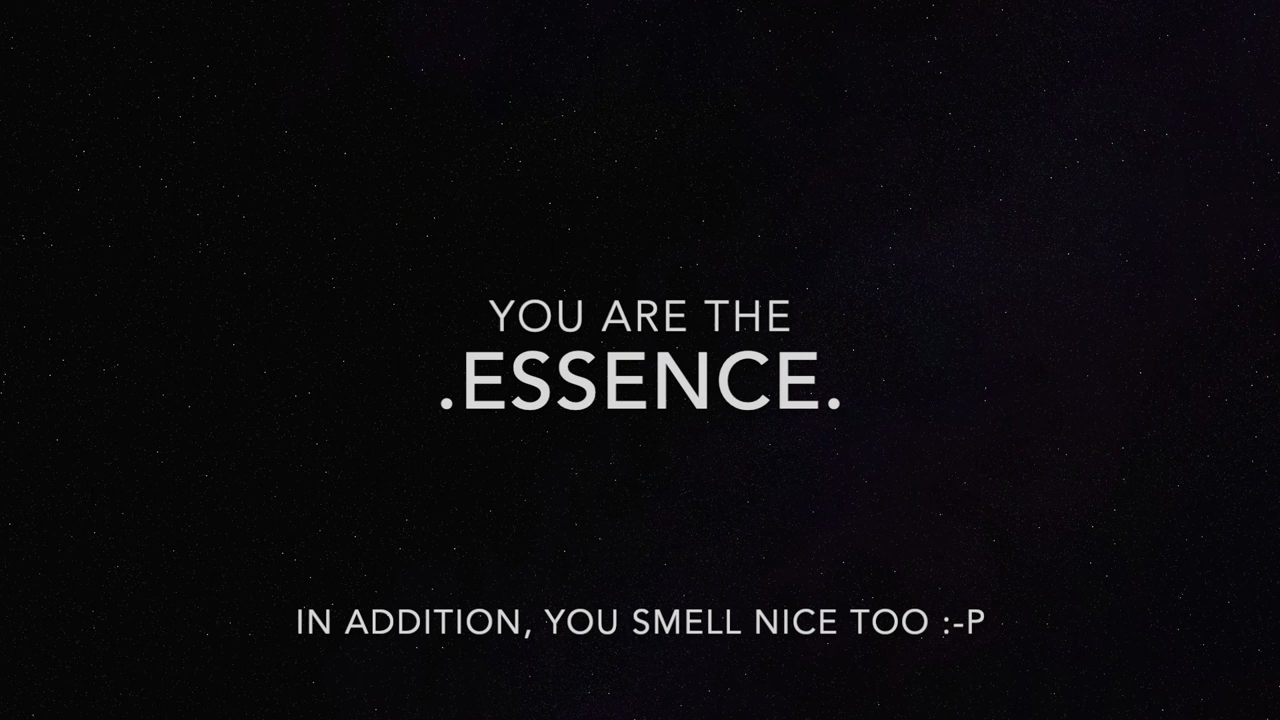 YOU ARE THE
.ESSENCE.
IN ADDITION, YOU SMELL NICE TOO :-P